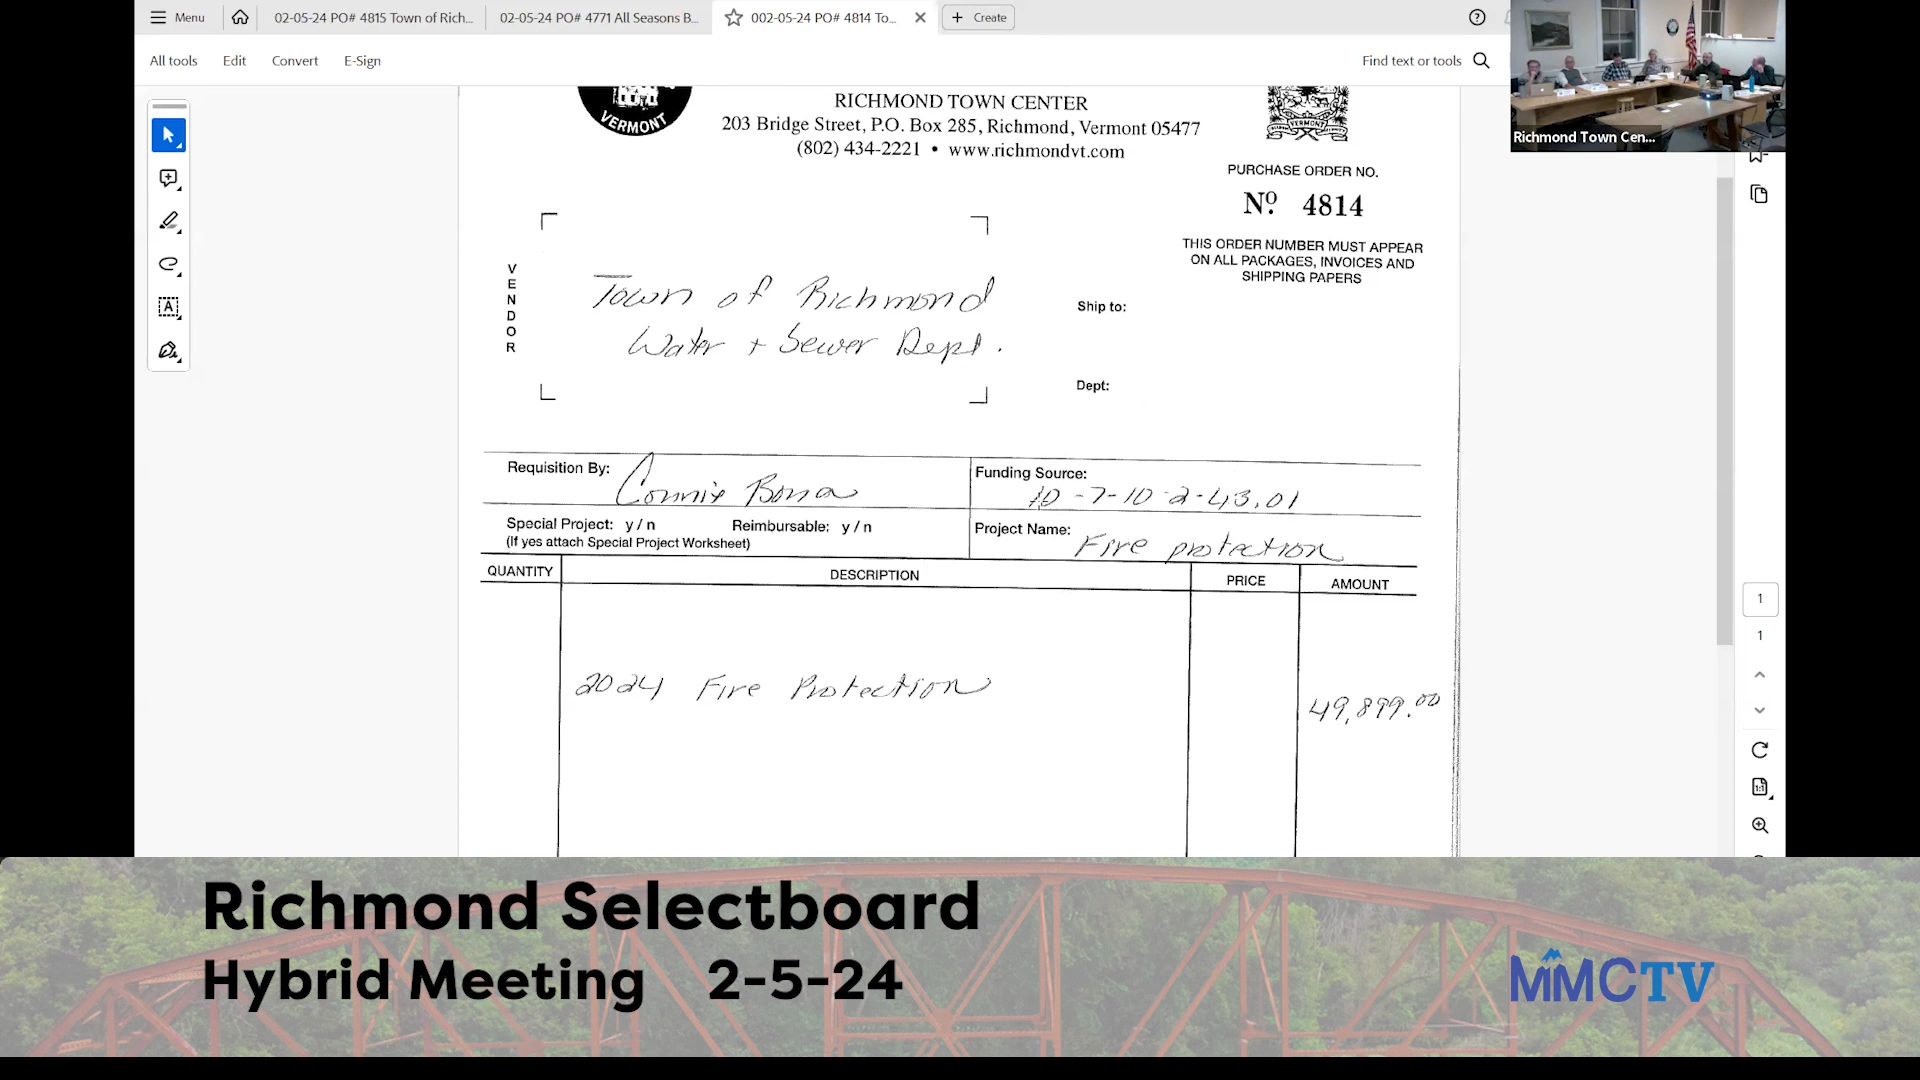 Menu
02-05-24 PO# 4815 Town of Rich...
02-05-24 PO# 4771 All Seasons B...
002-05-24 PO# 4814 To...
Create
All tools
Edit
Convert
E-Sign
Find text or tools
Richmond Town Cen...
VERMONT
RICHMOND TOWN CENTER
203 Bridge Street, P.O. Box 285, Richmond, Vermont 05477
(802) 434-2221 • www.richmondvt.com
VERMONT
PURCHASE ORDER NO.
Nº. 4814
THIS ORDER NUMBER MUST APPEAR
ON ALL PACKAGES, INVOICES AND
SHIPPING PAPERS
VENDOR
Town of Richmond
Water + Sewer Dept.
Ship to:
Dept:
Requisition By: Connie Bona
Funding Source:
10-7-10-2-43.01
Special Project: y / n Reimbursable: y / n
(If yes attach Special Project Worksheet)
Project Name: Fire protection
QUANTITY DESCRIPTION PRICE AMOUNT
2024 Fire Protection 49,899.00
1
1
Richmond Selectboard
Hybrid Meeting 2-5-24
MMCTV